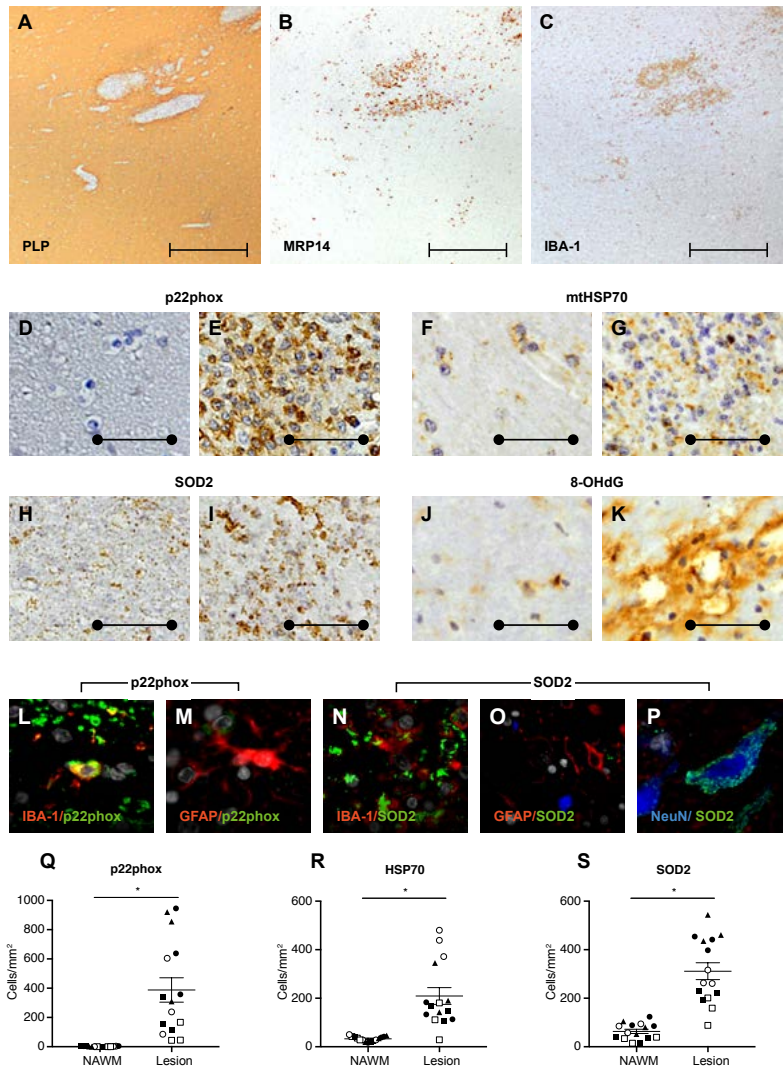 A B C
PLP MRP14 IBA-1
p22phox mtHSP70
D E F G
SOD2 8-OHdG
H I J K
p22phox SOD2
L M N O P
IBA-1/p22phox GFAP/p22phox IBA-1/SOD2 GFAP/SOD2 NeuN/ SOD2
Q R S
p22phox HSP70 SOD2
* * *
1000
800
600
400
200
0
Cells/mm²
NAWM Lesion
600
400
200
0
Cells/mm²
NAWM Lesion
600
400
200
0
Cells/mm²
NAWM Lesion